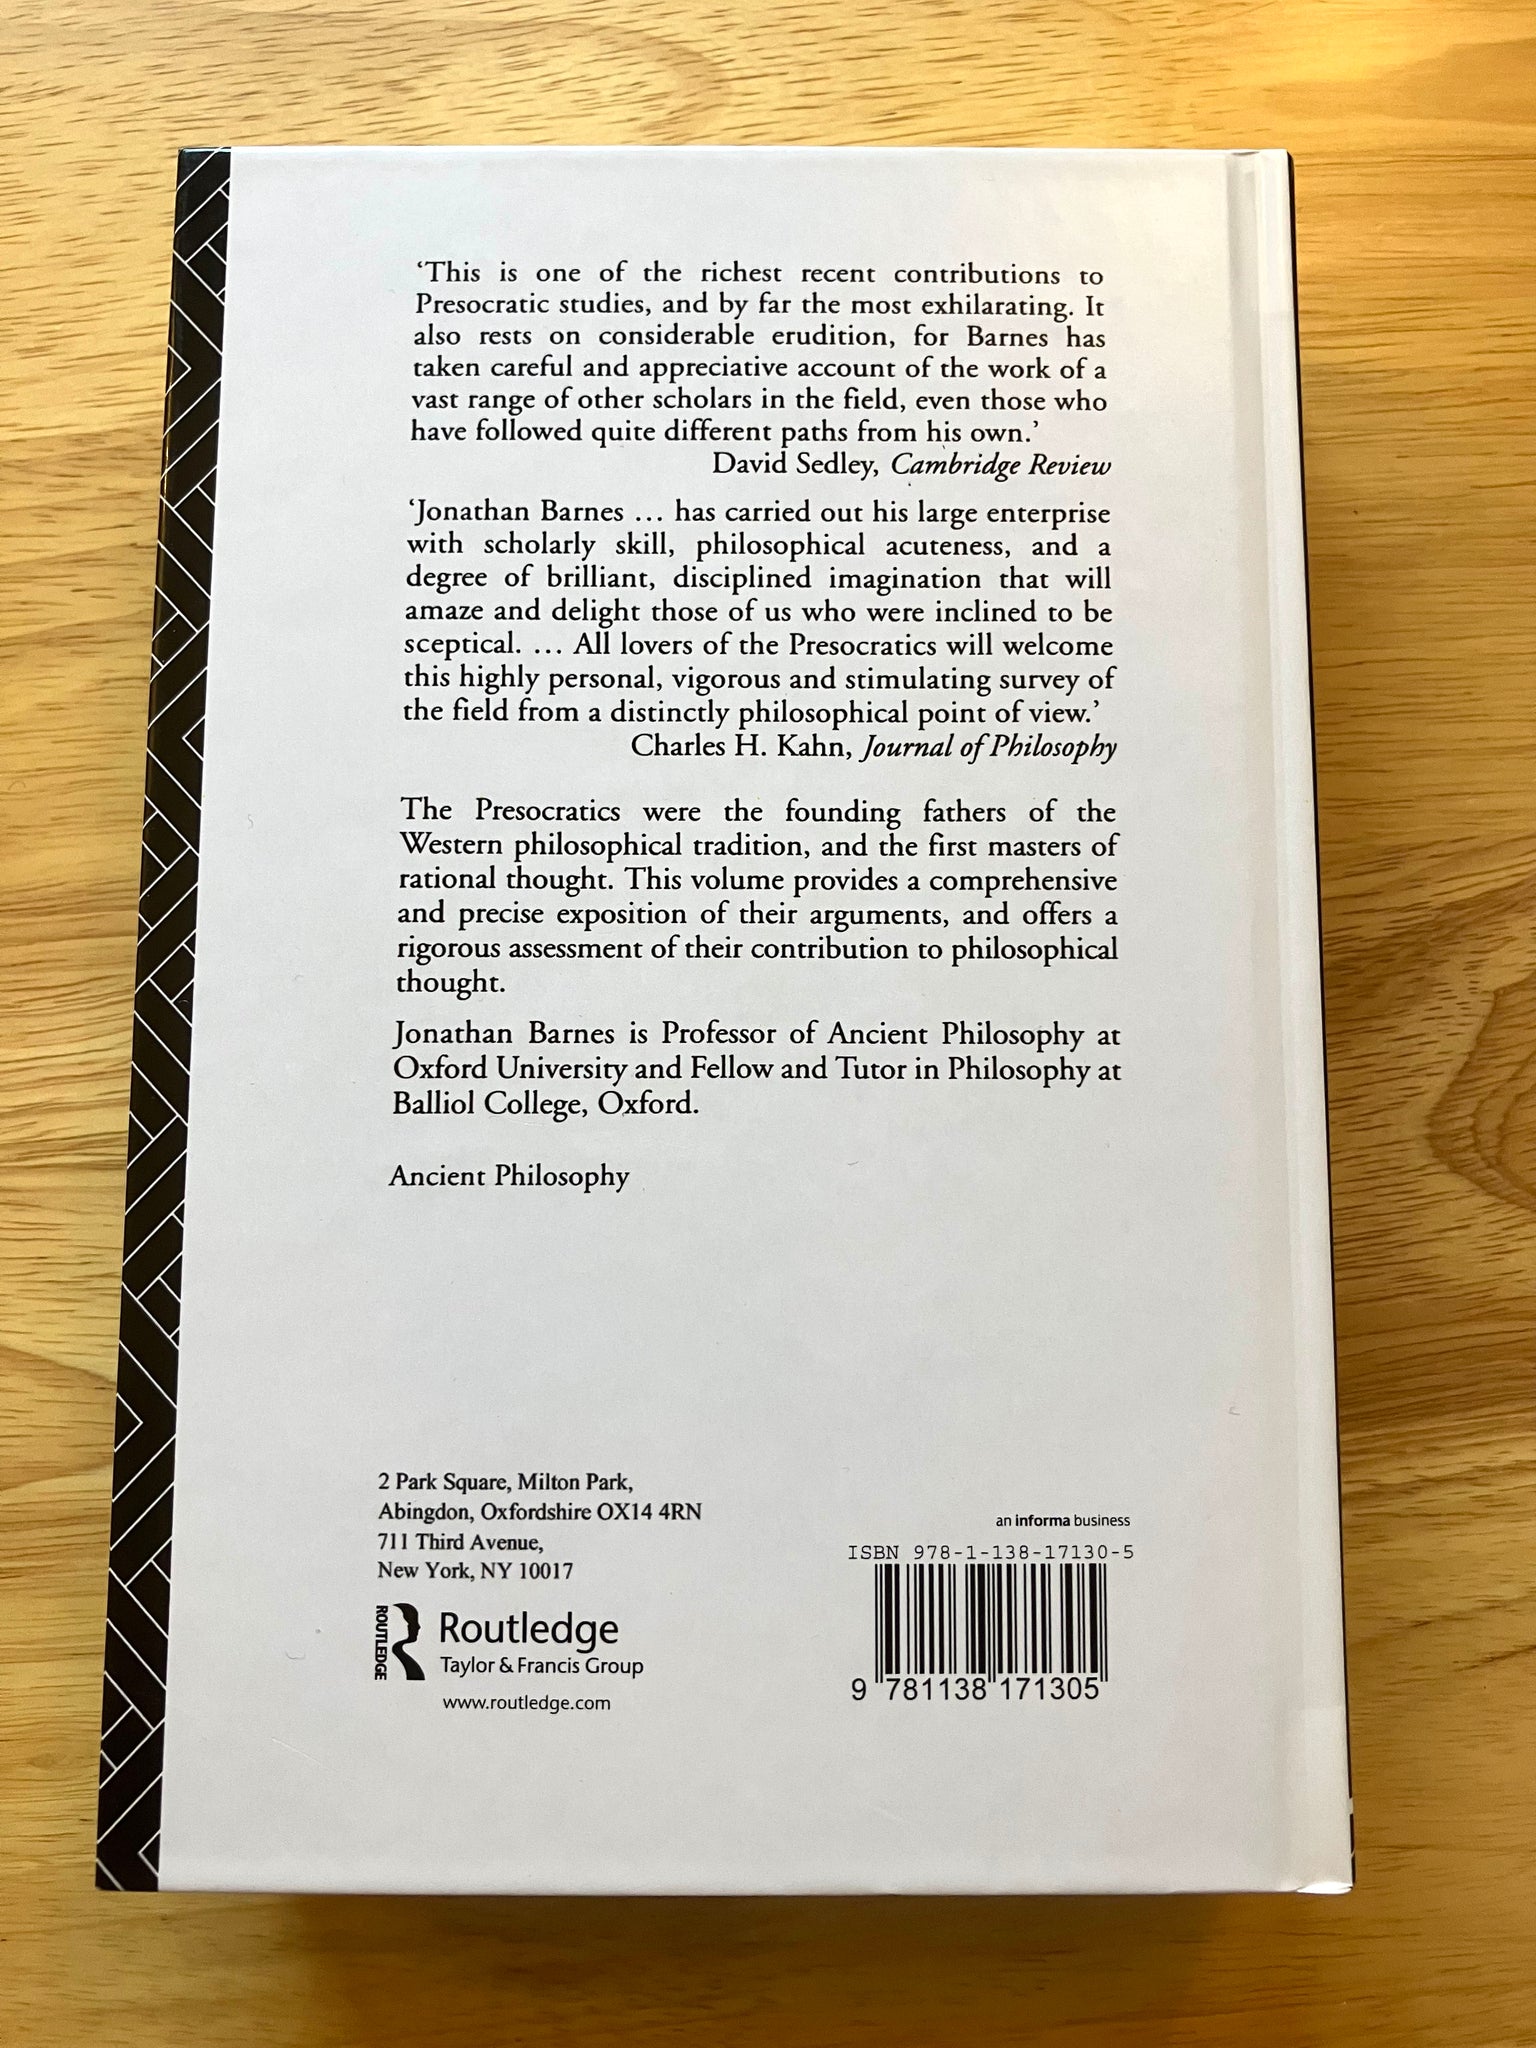 ‘This is one of the richest recent contributions to
Presocratic studies, and by far the most exhilarating. It
also rests on considerable erudition, for Barnes has
taken careful and appreciative account of the work of a
vast range of other scholars in the field, even those who
have followed quite different paths from his own.’
David Sedley, Cambridge Review
‘Jonathan Barnes … has carried out his large enterprise
with scholarly skill, philosophical acuteness, and a
degree of brilliant, disciplined imagination that will
amaze and delight those of us who were inclined to be
sceptical. … All lovers of the Presocratics will welcome
this highly personal, vigorous and stimulating survey of
the field from a distinctly philosophical point of view.’
Charles H. Kahn, Journal of Philosophy
The Presocratics were the founding fathers of the
Western philosophical tradition, and the first masters of
rational thought. This volume provides a comprehensive
and precise exposition of their arguments, and offers a
rigorous assessment of their contribution to philosophical
thought.
Jonathan Barnes is Professor of Ancient Philosophy at
Oxford University and Fellow and Tutor in Philosophy at
Balliol College, Oxford.
Ancient Philosophy
2 Park Square, Milton Park,
Abingdon, Oxfordshire OX14 4RN
711 Third Avenue,
New York, NY 10017
ROUTLEDGE
Routledge
Taylor & Francis Group
www.routledge.com
an informa business
ISBN 978-1-138-17130-5
9 781138 171305